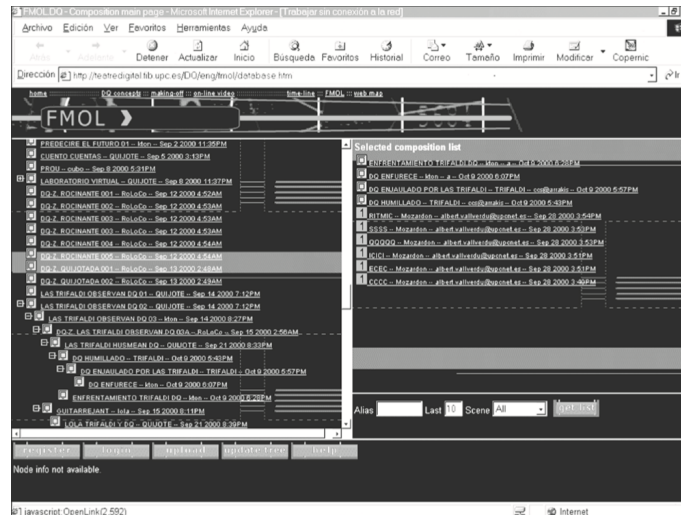 FMOL.DQ - Composition main page - Microsoft Internet Explorer - [Trabajar sin conexión a la red]
Archivo Edición Ver Favoritos Herramientas Ayuda
Atrás Adelante Detener Actualizar Inicio Búsqueda Favoritos Historial Correo Tamaño Imprimir Modificar Copernic
Dirección http://teatredigital.tib.upc.es/DQ/eng/fmol/database.htm Ir
home DQ concepts :: making-off :: on-line video time-line :: FMOL :: web map
FMOL
PREDECIRE EL FUTURO 01 -- Mon -- Sep 2 2000 11:35PM
CUENTO CUENTAS -- QUIJOTE -- Sep 5 2000 3:13PM
PROU -- cubo -- Sep 8 2000 5:31PM
LABORATORIO VIRTUAL -- QUIJOTE -- Sep 8 2000 11:37PM
DQ-Z. ROCINANTE 001 -- RoLoCo -- Sep 12 2000 4:52AM
DQ-Z. ROCINANTE 002 -- RoLoCo -- Sep 12 2000 4:53AM
DQ-Z. ROCINANTE 003 -- RoLoCo -- Sep 12 2000 4:53AM
DQ-Z. ROCINANTE 004 -- RoLoCo -- Sep 12 2000 4:54AM
DQ-Z. ROCINANTE 005 -- RoLoCo -- Sep 12 2000 4:54AM
DQ-Z. QUIJOTADA 001 -- RoLoCo -- Sep 13 2000 2:48AM
DQ-Z. QUIJOTADA 002 -- RoLoCo -- Sep 13 2000 2:49AM
LAS TRIFALDI OBSERVAN DQ 01 -- QUIJOTE -- Sep 14 2000 7:12PM
LAS TRIFALDI OBSERVAN DQ 02 -- QUIJOTE -- Sep 14 2000 7:12PM
LAS TRIFALDI OBSERVAN DQ 03 -- Mon -- Sep 14 2000 8:27PM
DQ-Z. LAS TRIFALDI OBSERVAN DQ 03A -- RoLoCo -- Sep 15 2000 2:56AM
LAS TRIFALDI HUSMEAN DQ -- QUIJOTE -- Sep 21 2000 8:33PM
DQ HUMILLADO -- TRIFALDI -- Oct 9 2000 5:43PM
DQ ENJAULADO POR LAS TRIFALDI -- TRIFALDI -- Oct 9 2000 5:57PM
DQ ENFURECE -- Mon -- Oct 9 2000 6:07PM
ENFRENTAMIENTO TRIFALDI DQ -- Mon -- Oct 9 2000 6:28PM
GUITARREJANT -- lola -- Sep 15 2000 8:11PM
LOLA TRIFALDI Y DQ -- QUIJOTE -- Sep 21 2000 8:39PM
Selected composition list
ENFRENTAMIENTO TRIFALDI DQ -- Mon -- a -- Oct 9 2000 6:28PM
DQ ENFURECE -- Mon -- a -- Oct 9 2000 6:07PM
DQ ENJAULADO POR LAS TRIFALDI -- TRIFALDI -- ccs@arrakis -- Oct 9 2000 5:57PM
DQ HUMILLADO -- TRIFALDI -- ccs@arrakis -- Oct 9 2000 5:43PM
1 RITMIC -- Mozardon -- albert.vallverdu@upcnet.es -- Sep 28 2000 3:54PM
1 SSSS -- Mozardon -- albert.vallverdu@upcnet.es -- Sep 28 2000 3:53PM
1 QQQQQ -- Mozardon -- albert.vallverdu@upcnet.es -- Sep 28 2000 3:53PM
1 ICICI -- Mozardon -- albert.vallverdu@upcnet.es -- Sep 28 2000 3:51PM
1 ECEC -- Mozardon -- albert.vallverdu@upcnet.es -- Sep 28 2000 3:51PM
1 CCCC -- Mozardon -- albert.vallverdu@upcnet.es -- Sep 28 2000 3:49PM
Alias Last 10 Scene All get list
register login upload update tree help
Node info not available.
javascript:OpenLink(2,592) Internet